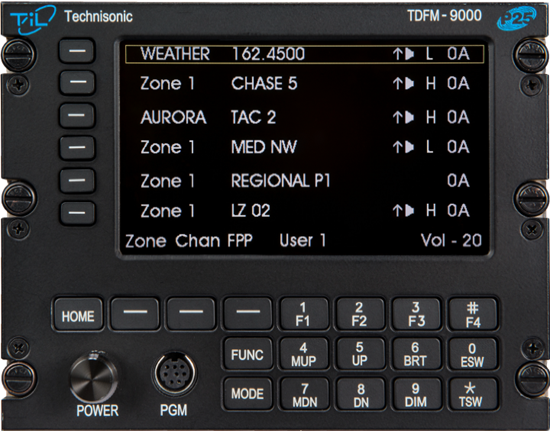 TiL Technisonic TDFM - 9000 P25
WEATHER 162.4500 ↑ L 0A
Zone 1 CHASE 5 ↑ H 0A
AURORA TAC 2 ↑ H 0A
Zone 1 MED NW ↑ L 0A
Zone 1 REGIONAL P1 0A
Zone 1 LZ 02 ↑ H 0A
Zone Chan FPP User 1 Vol - 20
HOME 1 2 3 #
F1 F2 F3 F4
FUNC 4 5 6 0
MUP UP BRT ESW
MODE 7 8 9 *
MDN DN DIM TSW
POWER PGM